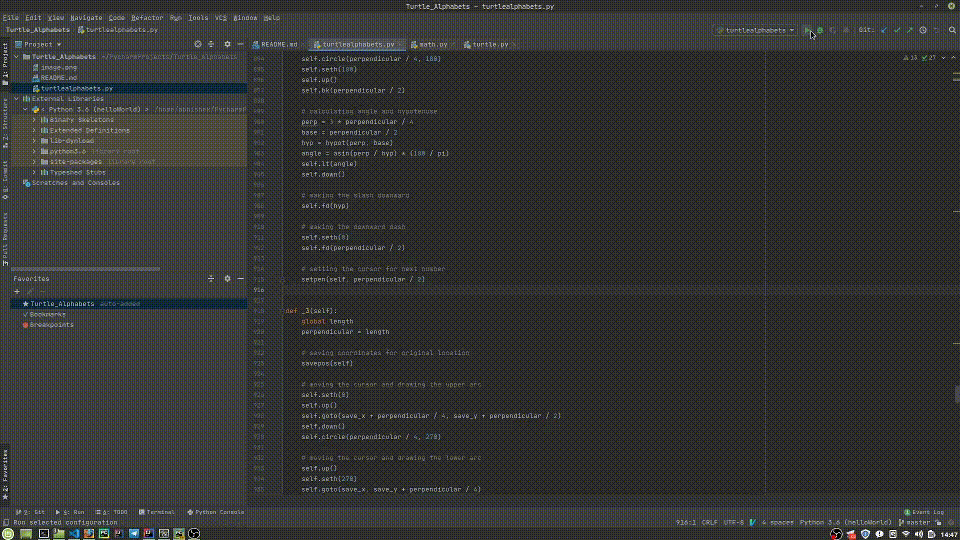 Turtle_Alphabets – turtlealphabets.py
File Edit View Navigate Code Refactor Run Tools VCS Window Help
Turtle_Alphabets turtlealphabets.py
turtlealphabets
Git:
Project
README.md turtlealphabets.py math.py turtle.py
Turtle_Alphabets ~/PycharmProjects/Turtle_Alphabets
image.png
README.md
turtlealphabets.py
External Libraries
< Python 3.6 (helloWorld) >
Binary Skeletons
Extended Definitions
lib-dynload
python3.6 library root
site-packages library root
Typeshed Stubs
Scratches and Consoles
Favorites
Turtle_Alphabets auto-added
Bookmarks
Breakpoints
1: Project
Z: Structure
0: Commit
Pull Requests
2: Favorites
self.circle(perpendicular / 4, 180)
self.seth(180)
self.up()
self.bk(perpendicular / 2)
# calculating angle and hypotenuse
perp = 3 * perpendicular / 4
base = perpendicular / 2
hyp = hypot(perp, base)
angle = asin(perp / hyp) * (180 / pi)
self.lt(angle)
self.down()
# making the slash downward
self.fd(hyp)
# making the downward dash
self.seth(0)
self.fd(perpendicular / 2)
# setting the cursor for next number
setpen(self, perpendicular / 2)
916
def _3(self):
global length
perpendicular = length
# saving coordinates for original location
savepos(self)
# moving the cursor and drawing the upper arc
self.seth(0)
self.up()
self.goto(save_x + perpendicular / 4, save_y + perpendicular / 2)
self.down()
self.circle(perpendicular / 4, 270)
# moving the cursor and drawing the lower arc
self.up()
self.seth(270)
self.goto(save_x, save_y + perpendicular / 4)
Git 5: Run 6: TODO Terminal Python Console Event Log
Run selected configuration 916:1 CRLF UTF-8 4 spaces Python 3.6 (helloWorld) master
14:47